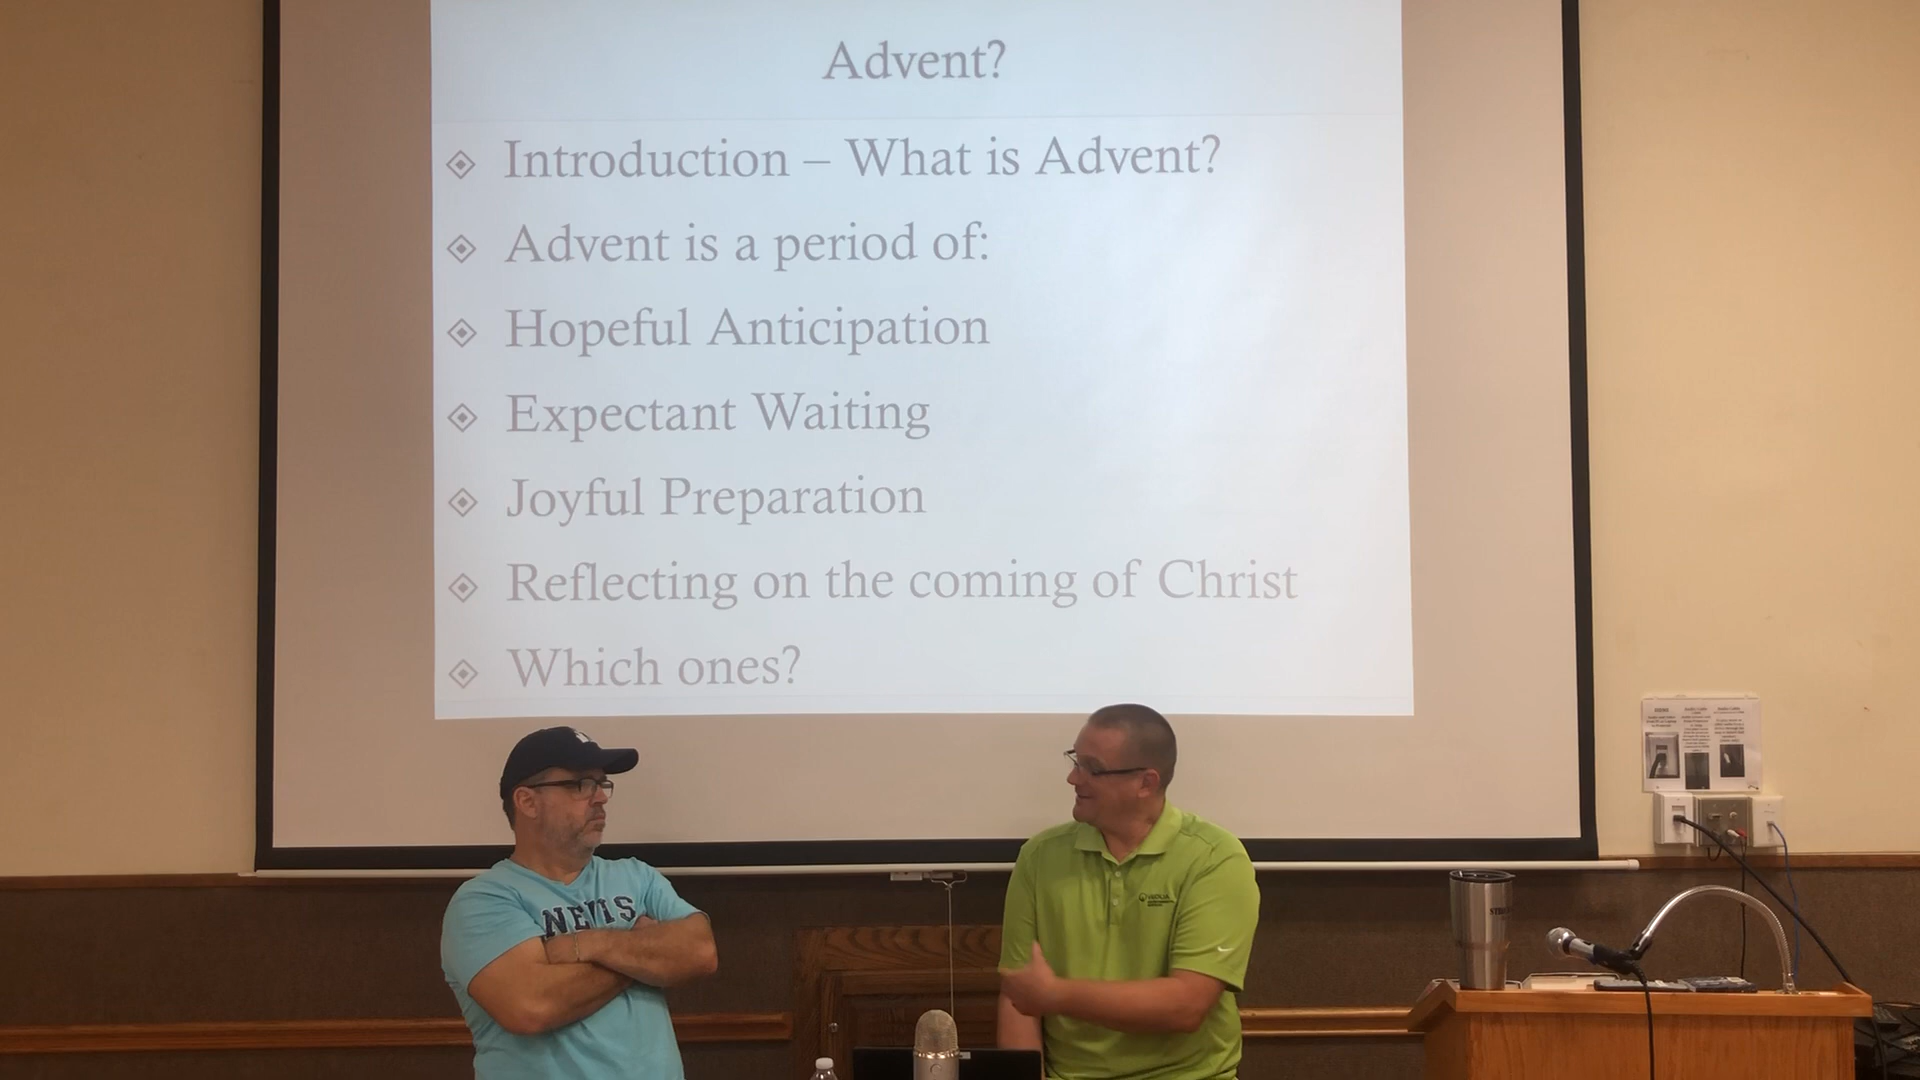 Advent?
Introduction – What is Advent?
Advent is a period of:
Hopeful Anticipation
Expectant Waiting
Joyful Preparation
Reflecting on the coming of Christ
Which ones?
NEVIS
VEOLIA